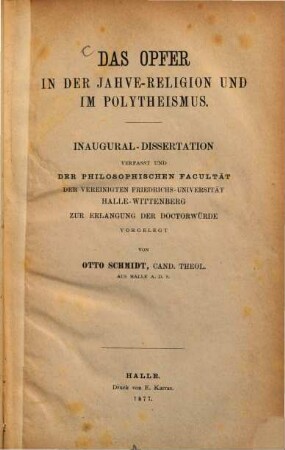 DAS OPFER
IN DER JAHVE-RELIGION UND
IM POLYTHEISMUS.
INAUGURAL-DISSERTATION
VERFASST UND
DER PHILOSOPHISCHEN FACULTÄT
DER VEREINIGTEN FRIEDRICHS-UNIVERSITÄT
HALLE-WITTENBERG
ZUR ERLANGUNG DER DOCTORWÜRDE
VORGELEGT
VON
OTTO SCHMIDT, CAND. THEOL.
AUS HALLE A. D. S.
HALLE.
Druck von E. Karras.
1877.